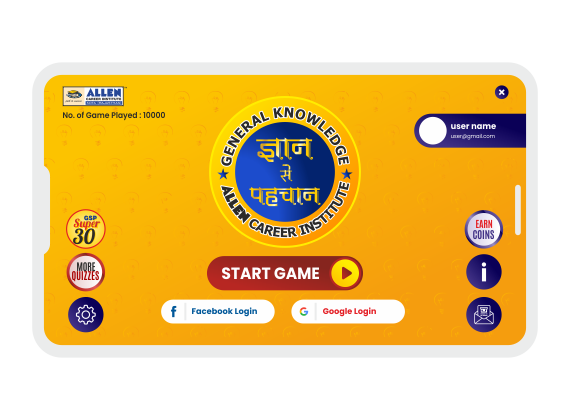 ALLEN
CAREER INSTITUTE
No. of Game Played : 10000
user name
user@gmail.com
GENERAL KNOWLEDGE
ज्ञान
से
पहचान
ALLEN CAREER INSTITUTE
GSP
Super
30
EARN
COINS
MORE
QUIZZES
START GAME
i
Facebook Login
Google Login